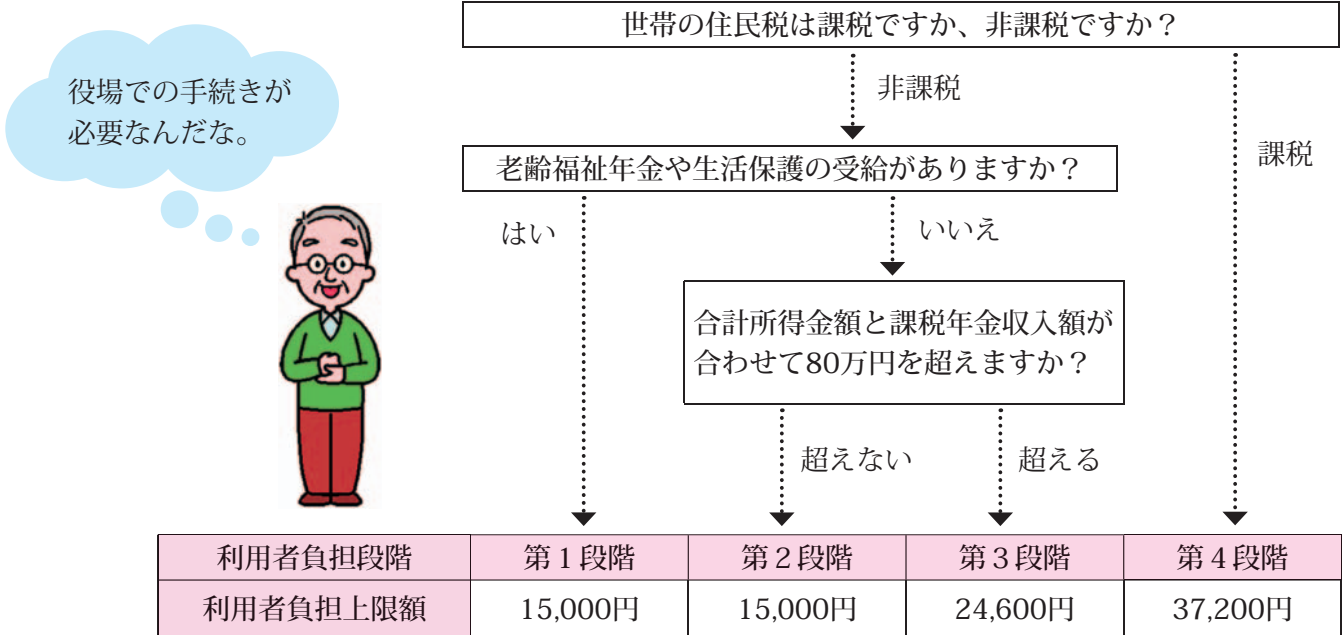 世帯の住民税は課税ですか、非課税ですか？
役場での手続きが
必要なんだな。
非課税
課税
老齢福祉年金や生活保護の受給がありますか？
はい
いいえ
合計所得金額と課税年金収入額が
合わせて80万円を超えますか？
超えない
超える
利用者負担段階 第１段階 第２段階 第３段階 第４段階
利用者負担上限額 15,000円 15,000円 24,600円 37,200円